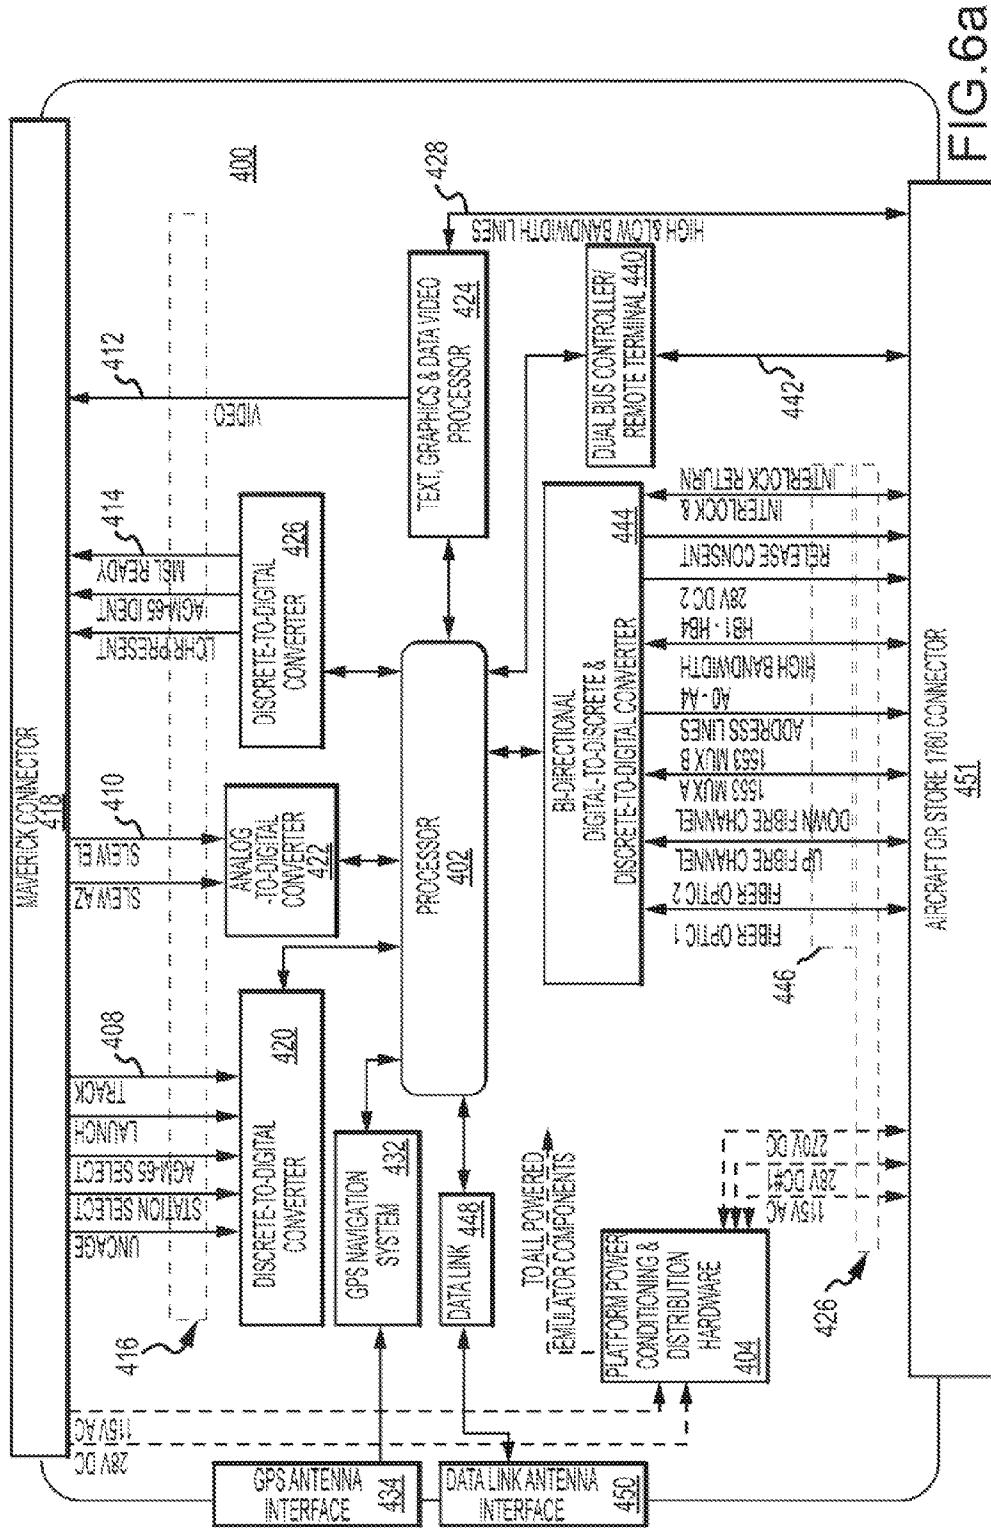 MAVERICK CONNECTOR
418
28V DC
115V AC
UNCAGE
STATION SELECT
AGM-65 SELECT
LAUNCH
TRACK
408
SLEW AZ
SLEW EL
410
LCHR PRESENT
AGM-65 IDENT
MSL READY
414
VIDEO
412
400
416
DISCRETE-TO-DIGITAL
CONVERTER
420
ANALOG
-TO-DIGITAL
CONVERTER
422
DISCRETE-TO-DIGITAL
CONVERTER
426
TEXT, GRAPHICS & DATA VIDEO
PROCESSOR
424
428
HIGH & LOW BANDWIDTH LINES
GPS ANTENNA
INTERFACE
434
GPS NAVIGATION
SYSTEM
432
PROCESSOR
402
DATA LINK ANTENNA
INTERFACE
450
DATA LINK
448
TO ALL POWERED
EMULATOR COMPONENTS
PLATFORM POWER
CONDITIONING &
DISTRIBUTION
HARDWARE
404
BI-DIRECTIONAL
DIGITAL-TO-DISCRETE &
DISCRETE-TO-DIGITAL CONVERTER
444
DUAL BUS CONTROLLER/
REMOTE TERMINAL 440
442
115V AC
28V DC#1
270V DC
426
446
FIBER OPTIC 1
FIBER OPTIC 2
UP FIBRE CHANNEL
DOWN FIBRE CHANNEL
1553 MUX A
1553 MUX B
ADDRESS LINES
A0 - A4
HIGH BANDWIDTH
HB1 - HB4
28V DC 2
RELEASE CONSENT
INTERLOCK &
INTERLOCK RETURN
AIRCRAFT OR STORE 1760 CONNECTOR
451
FIG.6a